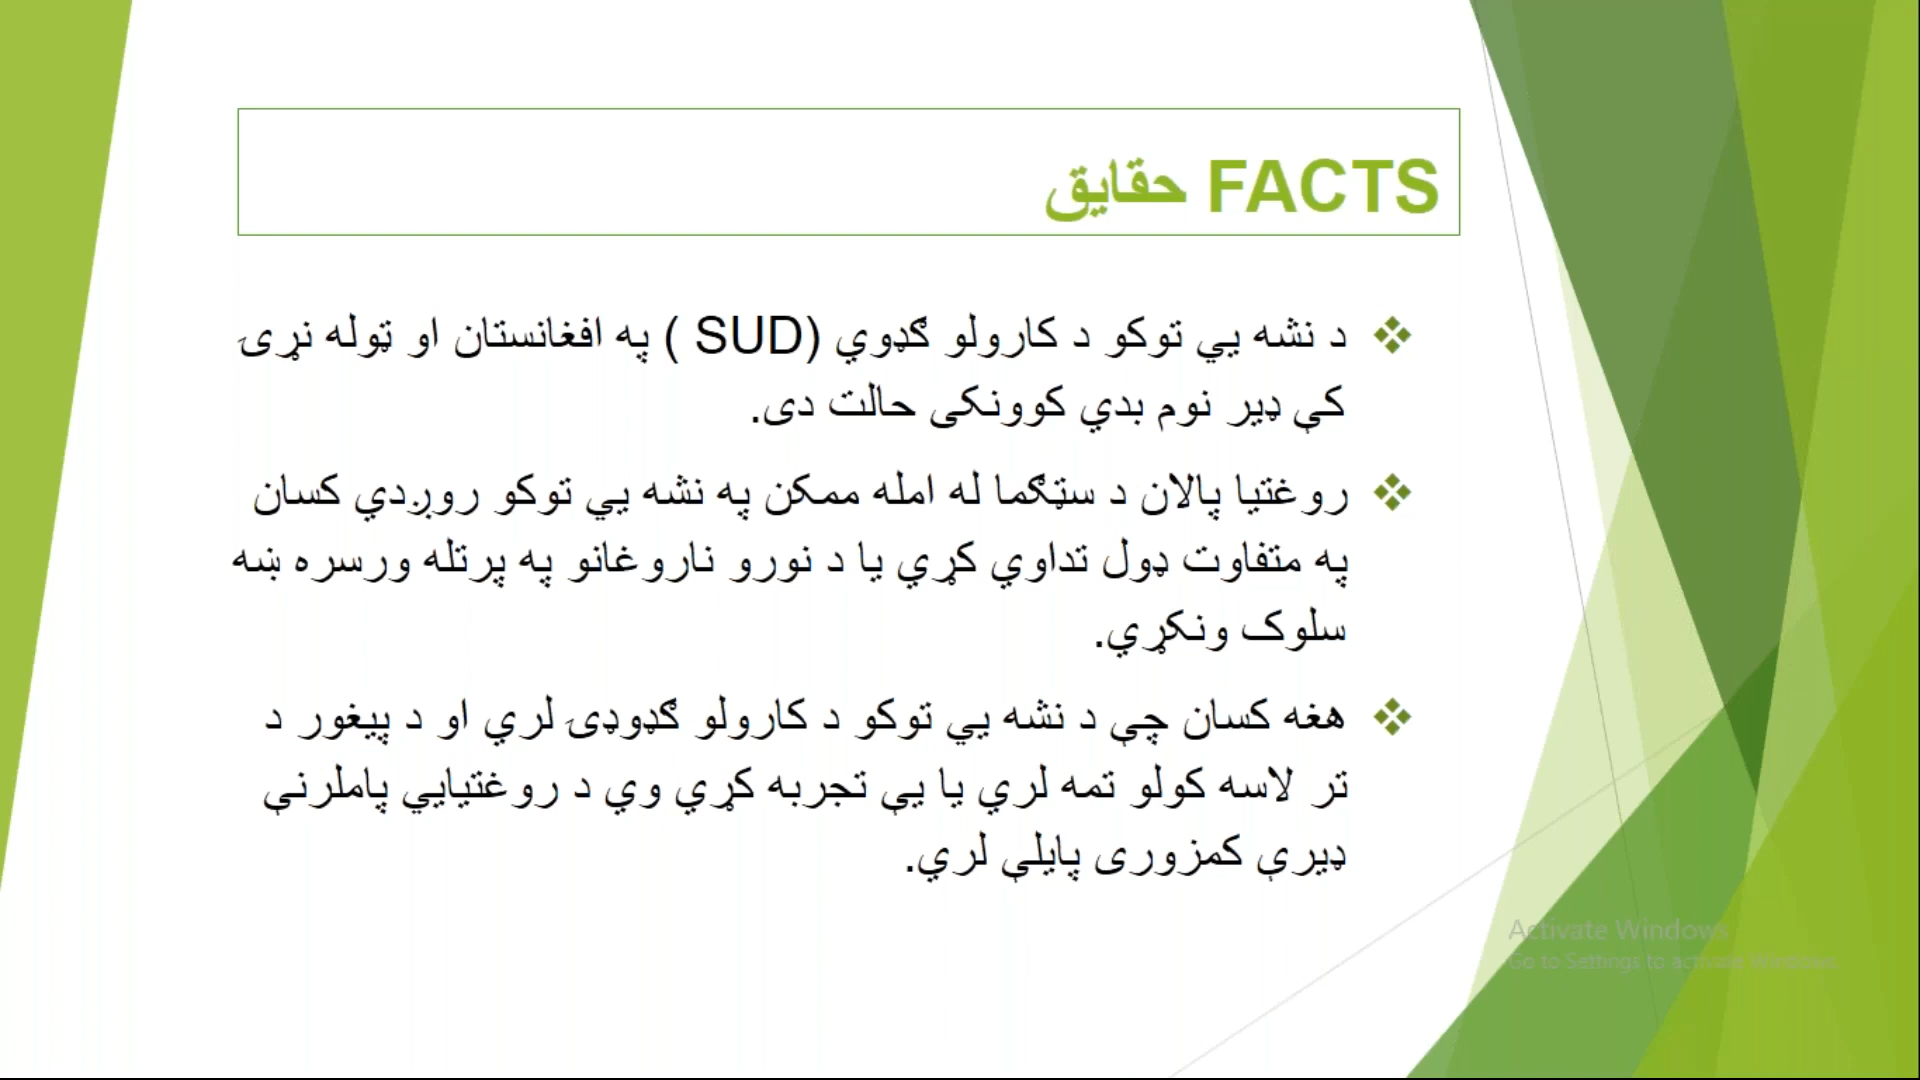 FACTS حقایق
د نشه يي توکو د کارولو ګډوي (SUD ) په افغانستان او ټوله نړۍ
کې ډیر نوم بدي کوونکی حالت دی.
روغتیا پالان د سټګما له امله ممکن په نشه يي توکو روږدي کسان
په متفاوت ډول تداوي کړي یا د نورو ناروغانو په پرتله ورسره ښه
سلوک ونکړي.
هغه کسان چې د نشه يي توکو د کارولو ګډوډۍ لري او د پیغور د
تر لاسه کولو تمه لري یا یې تجربه کړي وي د روغتیایي پاملرنې
ډیرې کمزوری پایلې لري.
Activate Windows
Go to Settings to activate Windows.